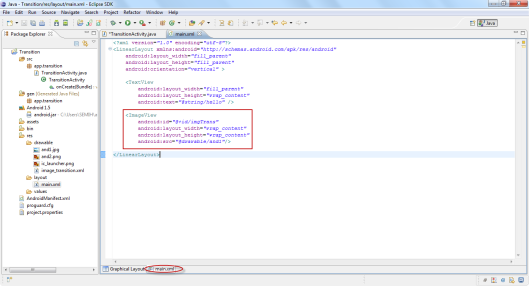 Java - Transition/res/layout/main.xml - Eclipse SDK
File Edit Run Source Navigate Search Project Refactor Window Help
Java
Package Explorer
Transition
src
app.transition
TransitionActivity.java
TransitionActivity
onCreate(Bundle) :
gen [Generated Java Files]
app.transition
Android 1.5
android.jar - C:\Users\
assets
bin
res
drawable
and1.jpg
and2.png
ic_launcher.png
image_transition.xml
layout
main.xml
values
AndroidManifest.xml
proguard.cfg
project.properties
TransitionActivity.java
main.xml
<?xml version="1.0" encoding="utf-8"?>
<LinearLayout xmlns:android="http://schemas.android.com/apk/res/android"
android:layout_width="fill_parent"
android:layout_height="fill_parent"
android:orientation="vertical" >
<TextView
android:layout_width="fill_parent"
android:layout_height="wrap_content"
android:text="@string/hello" />
<ImageView
android:id="@+id/imgTrans"
android:layout_width="wrap_content"
android:layout_height="wrap_content"
android:src="@drawable/and1"/>
</LinearLayout>
Graphical Layout
main.xml